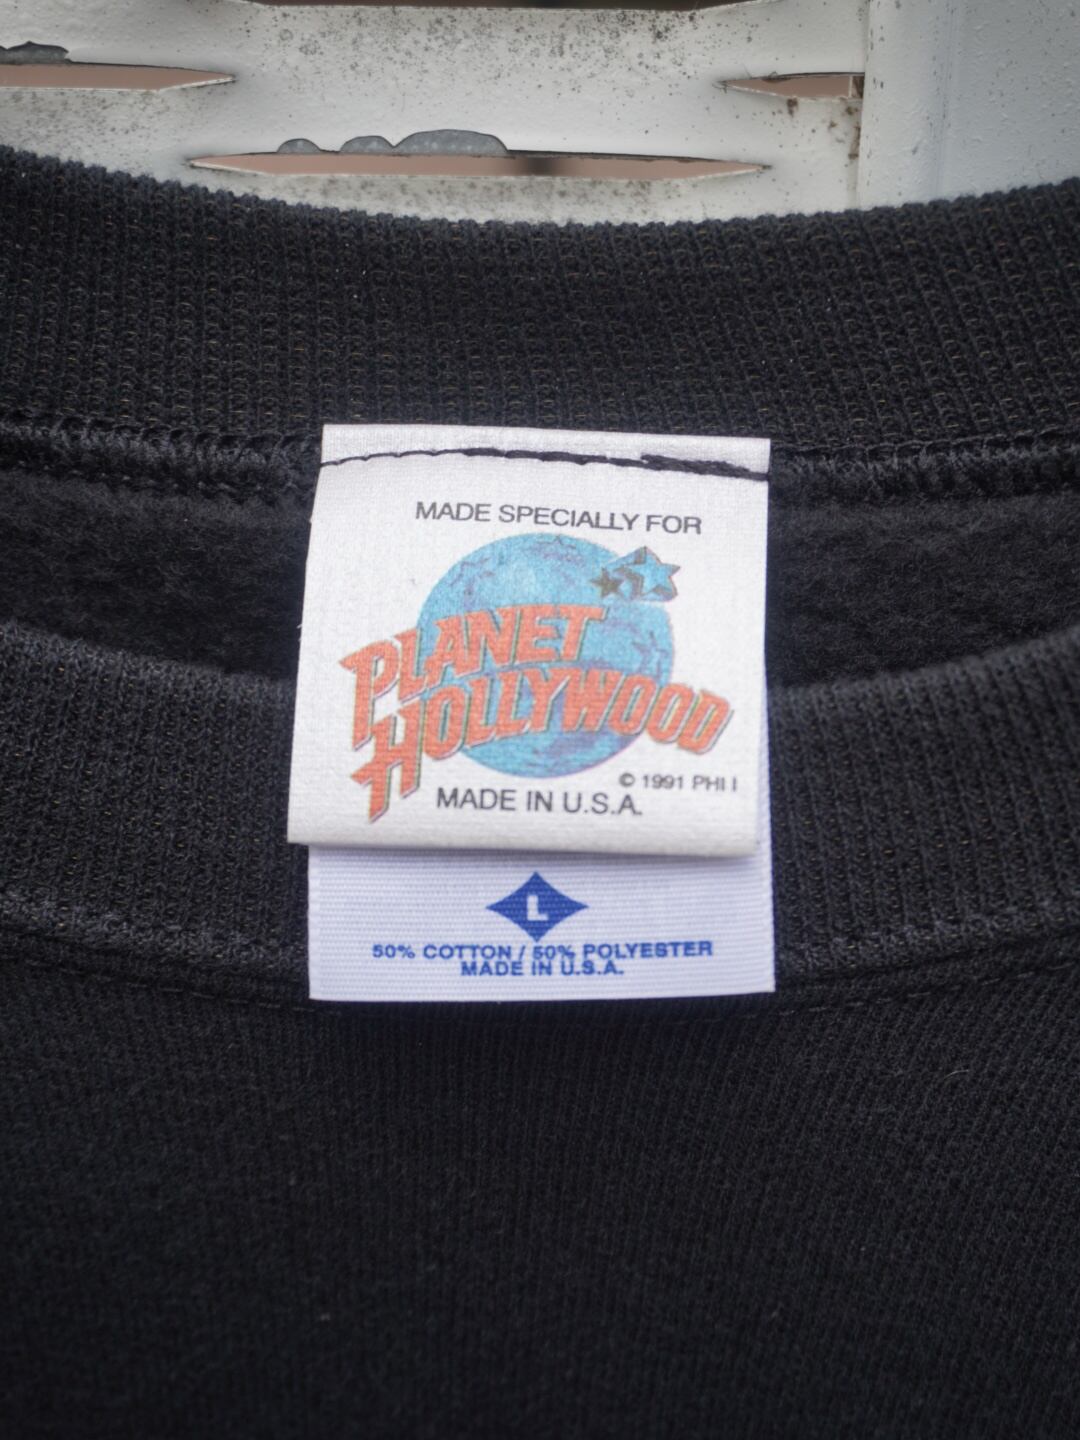 MADE SPECIALLY FOR
PLANET
HOLLYWOOD
© 1991 PHI I
MADE IN U.S.A.
L
50% COTTON / 50% POLYESTER
MADE IN U.S.A.